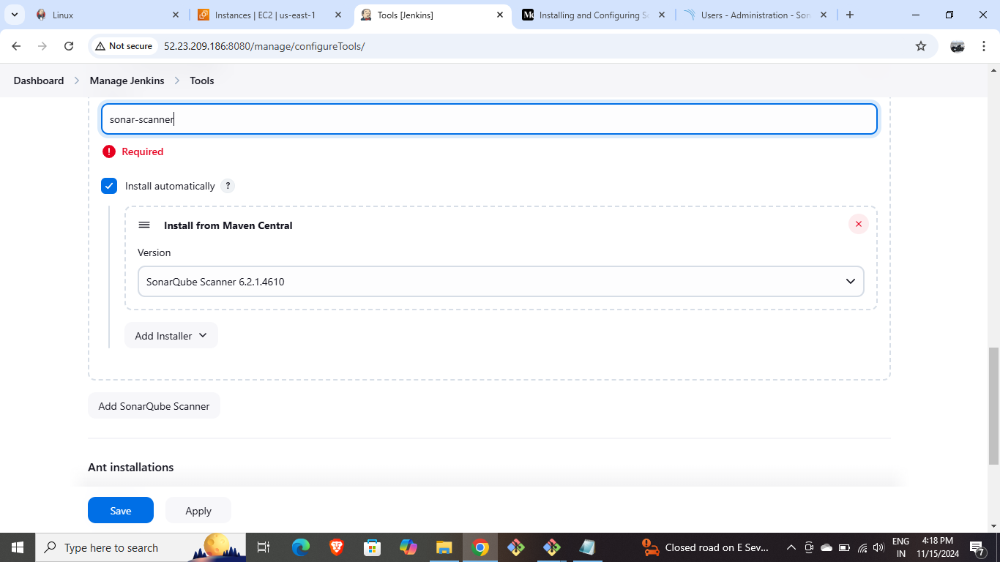 Linux
Instances | EC2 | us-east-1
Tools [Jenkins]
Installing and Configuring S
Users - Administration - Son
Not secure
52.23.209.186:8080/manage/configureTools/
Dashboard
Manage Jenkins
Tools
sonar-scanner
! Required
Install automatically ?
Install from Maven Central
Version
SonarQube Scanner 6.2.1.4610
Add Installer
Add SonarQube Scanner
Ant installations
Save
Apply
Type here to search
Closed road on E Sev...
ENG
IN
4:18 PM
11/15/2024
7